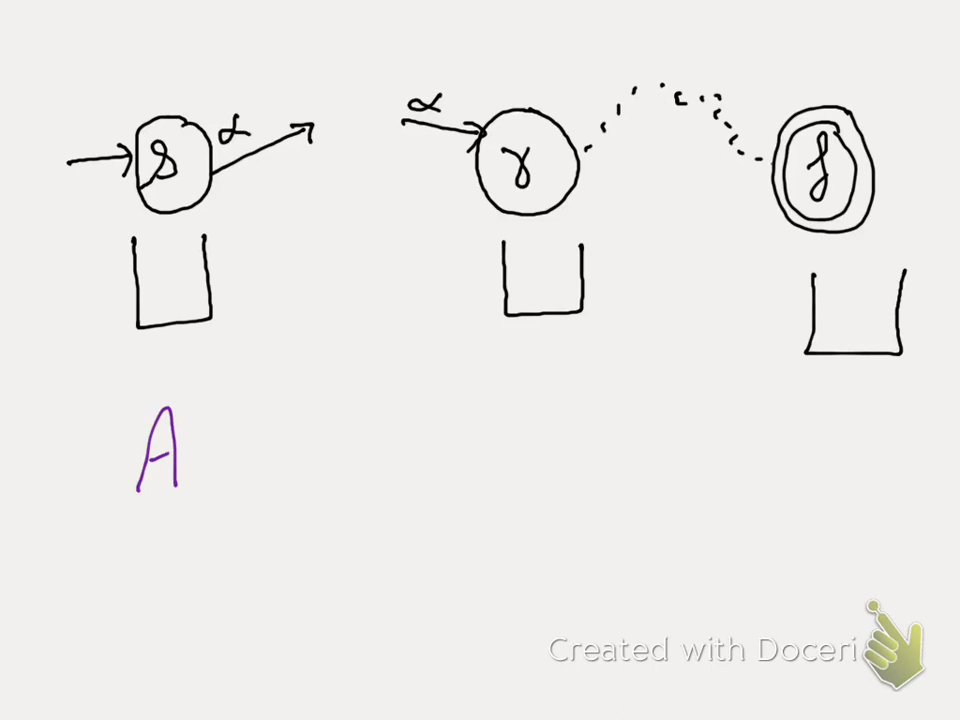 s α α r f
A
Created with Doceri